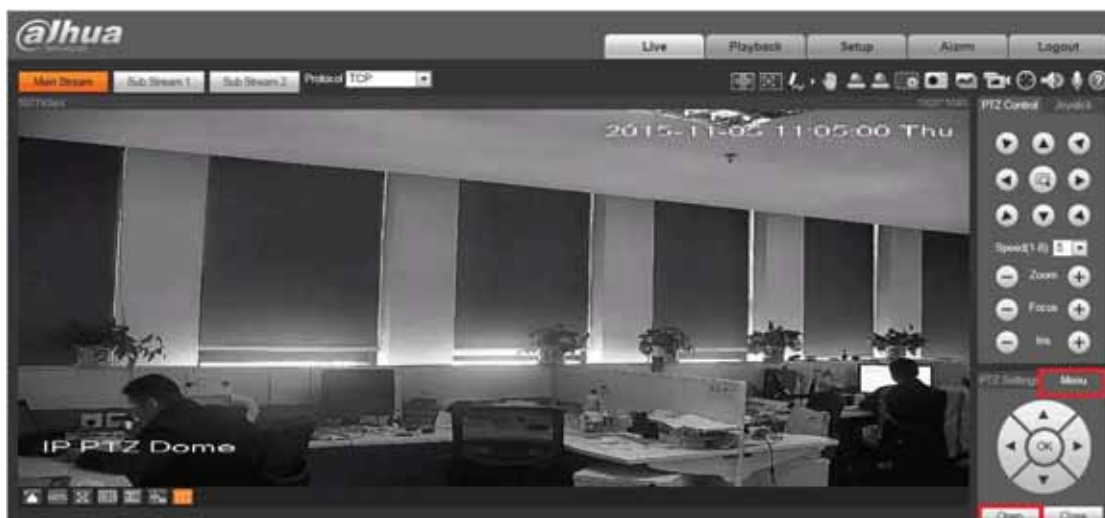 alhua
Live Playback Setup Alarm Logout
Main Stream Sub Stream 1 Sub Stream 2 Protocol TCP
PTZ Control Joystick
2015-11-05 11:05:00 Thu
Speed(1-8) 5
Zoom
Focus
Iris
PTZ Settings Menu
OK
IP PTZ Dome
Open Close